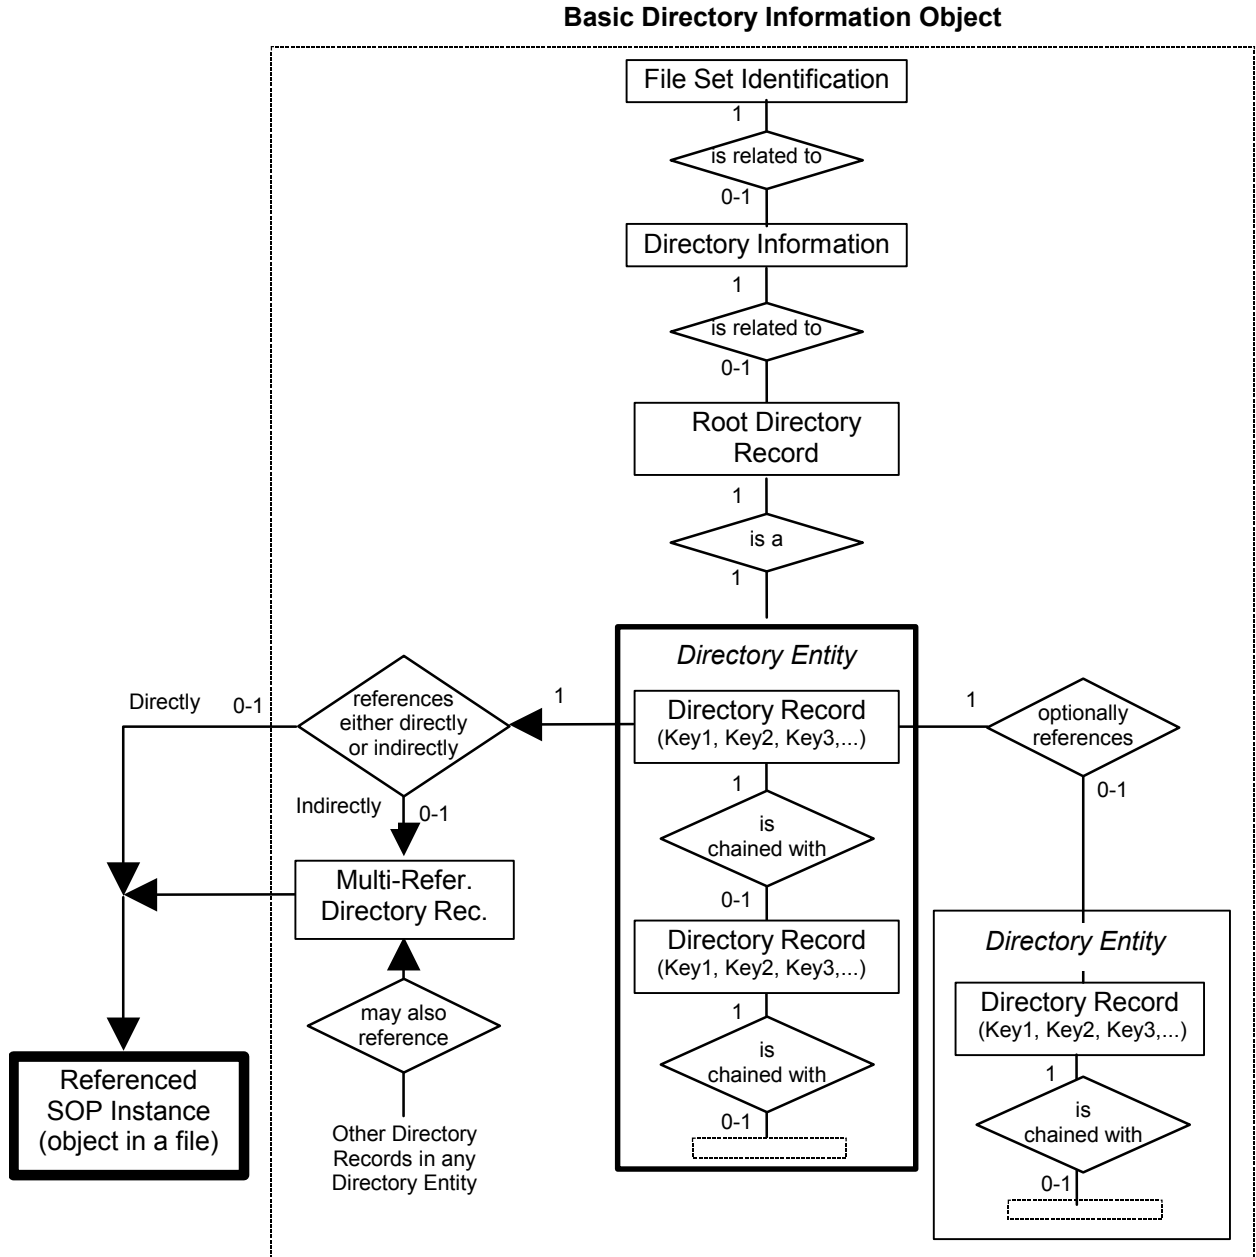 Basic Directory Information Object
File Set Identification
1
is related to
0-1
Directory Information
1
is related to
0-1
Root Directory
Record
1
is a
1
Directory Entity
Directly
0-1
references
either directly
or indirectly
1
Directory Record
(Key1, Key2, Key3,...)
1
optionally
references
0-1
Indirectly
0-1
1
is
chained with
0-1
Multi-Refer.
Directory Rec.
Directory Record
(Key1, Key2, Key3,...)
1
is
chained with
0-1
may also
reference
Other Directory
Records in any
Directory Entity
Referenced
SOP Instance
(object in a file)
Directory Entity
Directory Record
(Key1, Key2, Key3,...)
1
is
chained with
0-1